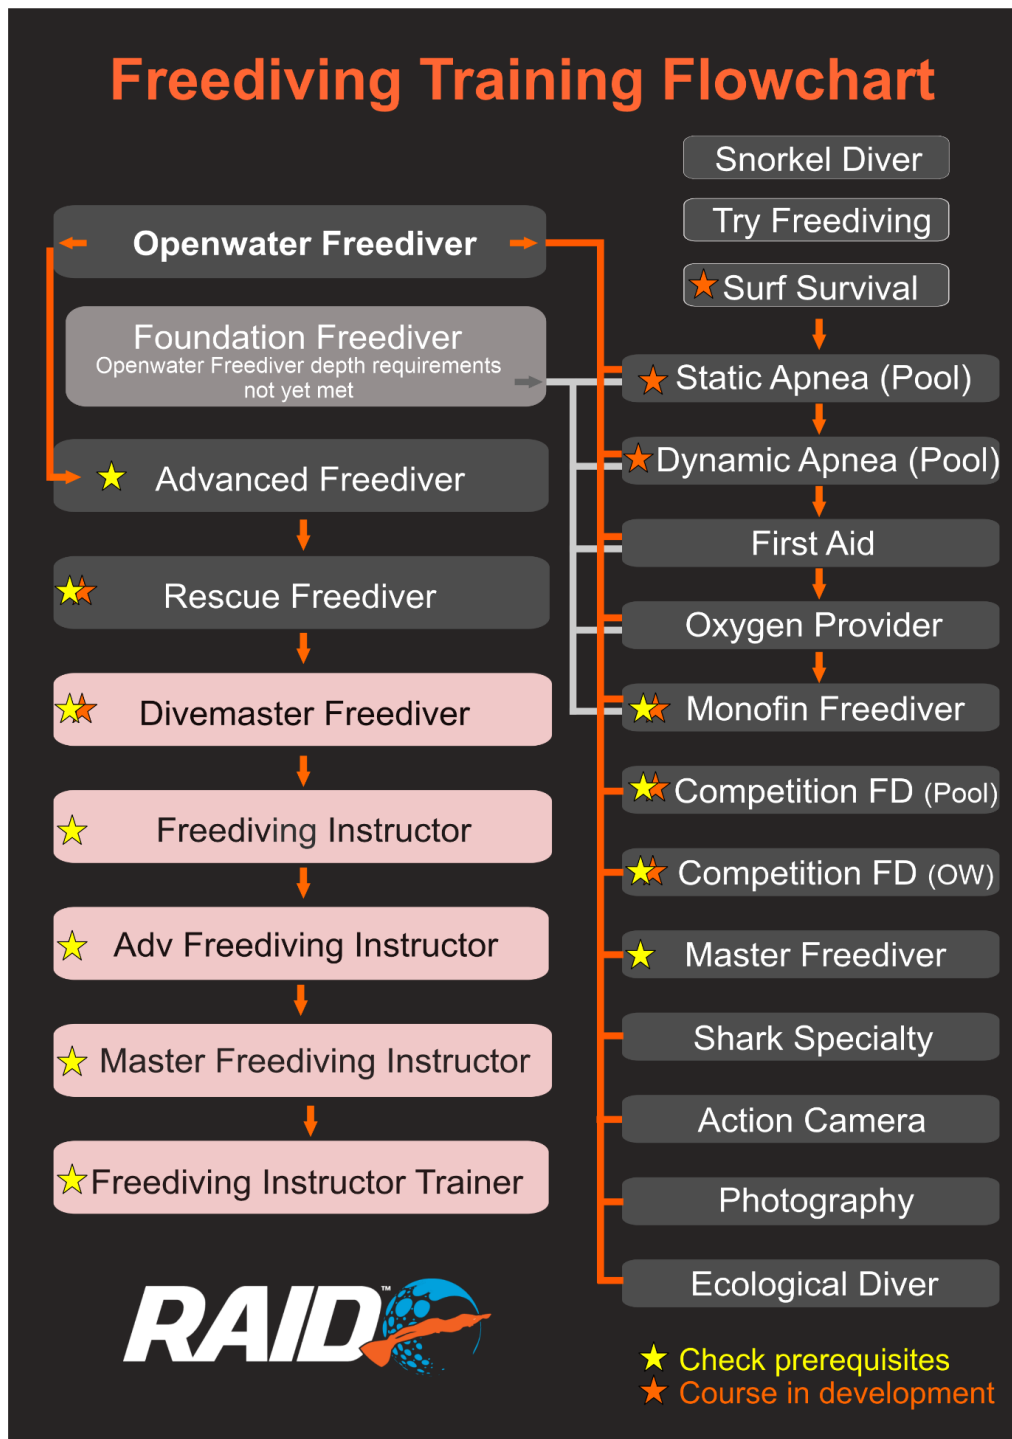 Freediving Training Flowchart
Openwater Freediver
Foundation Freediver
Openwater Freediver depth requirements
not yet met
Advanced Freediver
Rescue Freediver
Divemaster Freediver
Freediving Instructor
Adv Freediving Instructor
Master Freediving Instructor
Freediving Instructor Trainer
Snorkel Diver
Try Freediving
Surf Survival
Static Apnea (Pool)
Dynamic Apnea (Pool)
First Aid
Oxygen Provider
Monofin Freediver
Competition FD (Pool)
Competition FD (OW)
Master Freediver
Shark Specialty
Action Camera
Photography
Ecological Diver
RAID™
Check prerequisites
Course in development